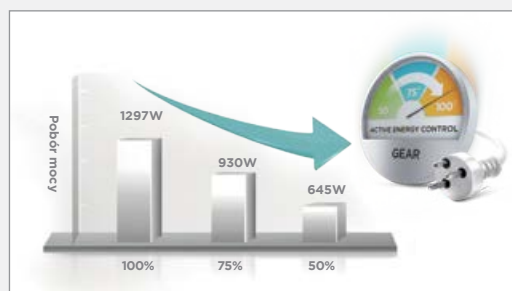 Pobór mocy
1297W
930W
645W
100%
75%
50%
50
75
100
ACTIVE ENERGY CONTROL
GEAR